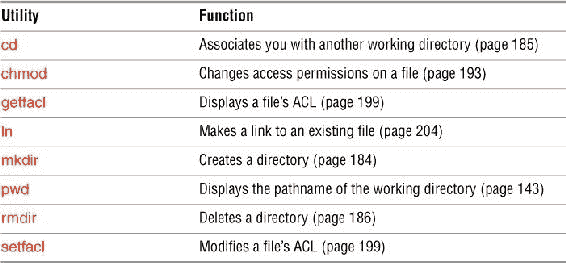 Utility Function
cd Associates you with another working directory (page 185)
chmod Changes access permissions on a file (page 193)
getfacl Displays a file's ACL (page 199)
ln Makes a link to an existing file (page 204)
mkdir Creates a directory (page 184)
pwd Displays the pathname of the working directory (page 143)
rmdir Deletes a directory (page 186)
setfacl Modifies a file's ACL (page 199)